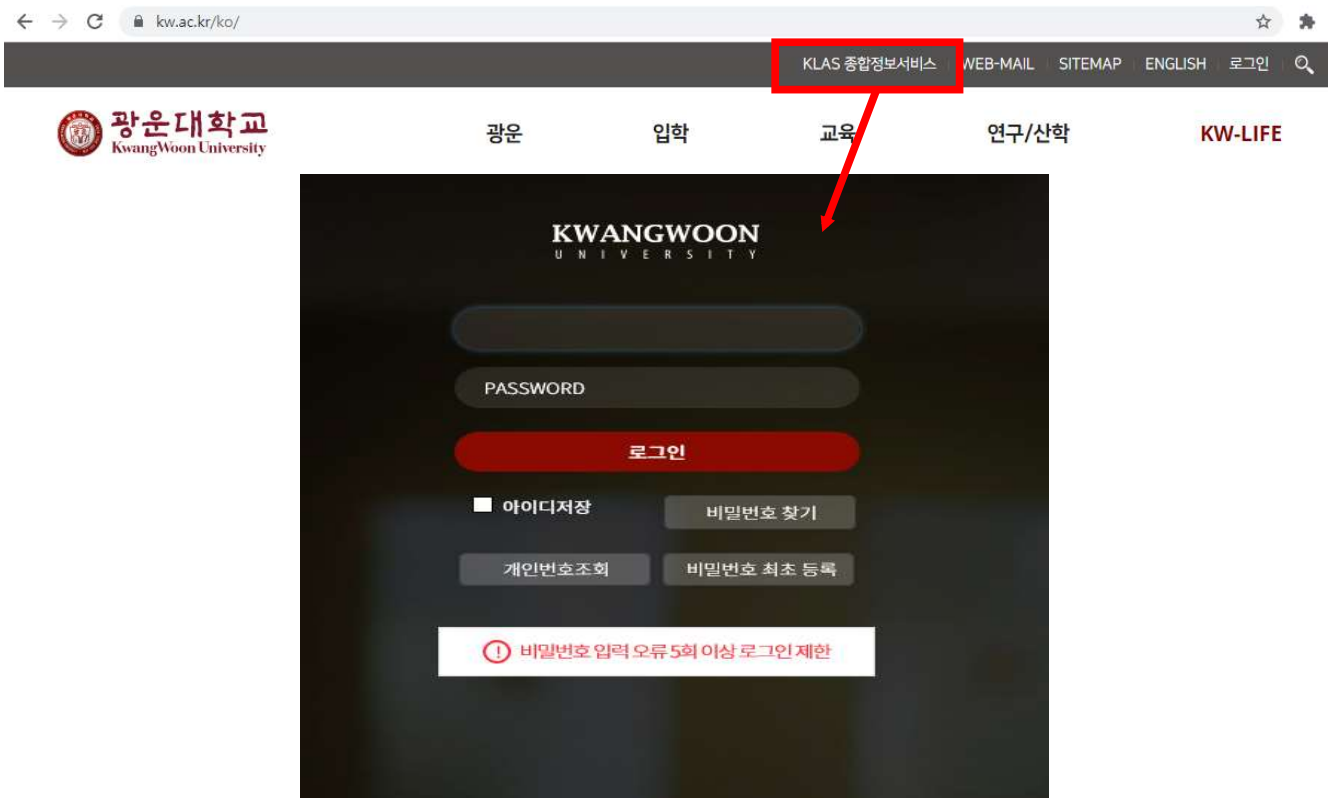 kw.ac.kr/ko/
KLAS 종합정보서비스 WEB-MAIL SITEMAP ENGLISH 로그인
광운대학교
KwangWoon University
광운 입학 교육 연구/산학 KW-LIFE
KWANGWOON
UNIVERSITY
PASSWORD
로그인
아이디저장 비밀번호 찾기
개인번호조회 비밀번호 최초 등록
비밀번호 입력 오류 5회 이상 로그인 제한